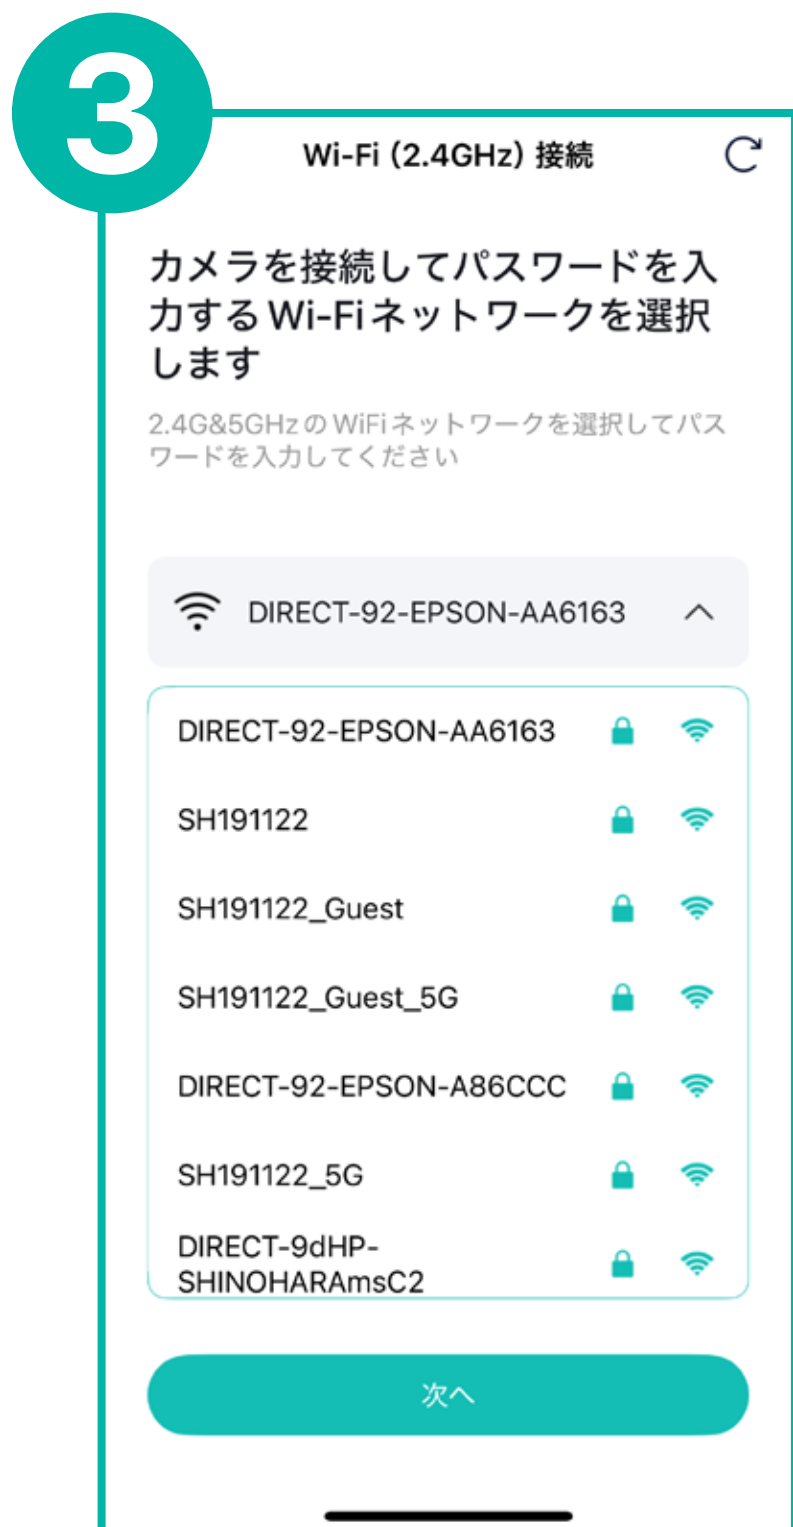 3
Wi-Fi（2.4GHz）接続
カメラを接続してパスワードを入
力するWi-Fiネットワークを選択
します
2.4G&5GHzのWiFiネットワークを選択してパス
ワードを入力してください
DIRECT-92-EPSON-AA6163
DIRECT-92-EPSON-AA6163
SH191122
SH191122_Guest
SH191122_Guest_5G
DIRECT-92-EPSON-A86CCC
SH191122_5G
DIRECT-9dHP-
SHINOHARAmsC2
次へ